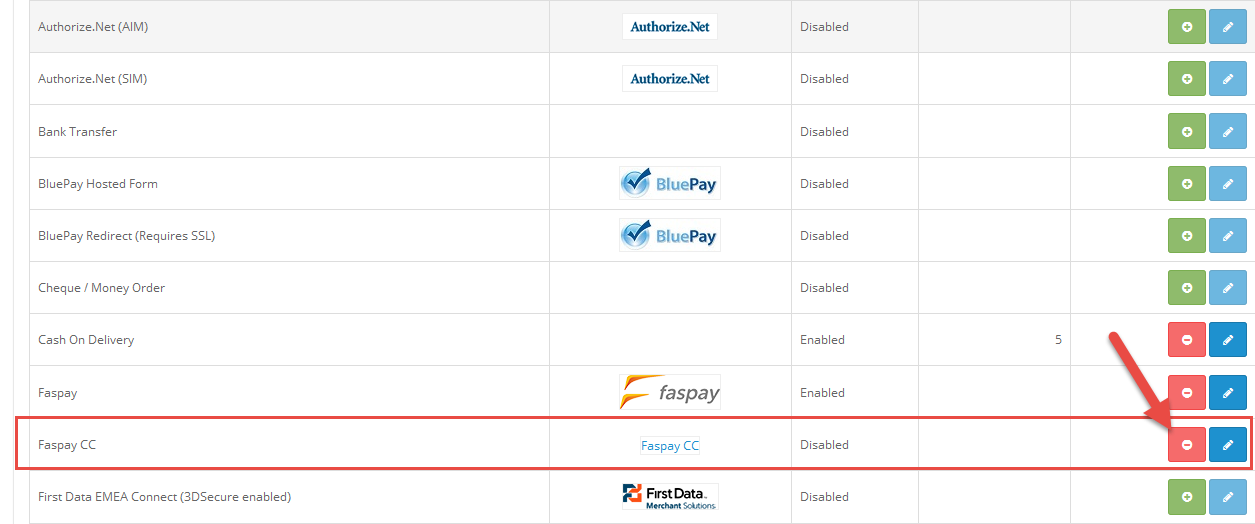 Authorize.Net (AIM) Authorize.Net Disabled
Authorize.Net (SIM) Authorize.Net Disabled
Bank Transfer Disabled
BluePay Hosted Form BluePay Disabled
BluePay Redirect (Requires SSL) BluePay Disabled
Cheque / Money Order Disabled
Cash On Delivery Enabled 5
Faspay faspay Enabled
Faspay CC Faspay CC Disabled
First Data EMEA Connect (3DSecure enabled) First Data™ Disabled
Merchant Solutions